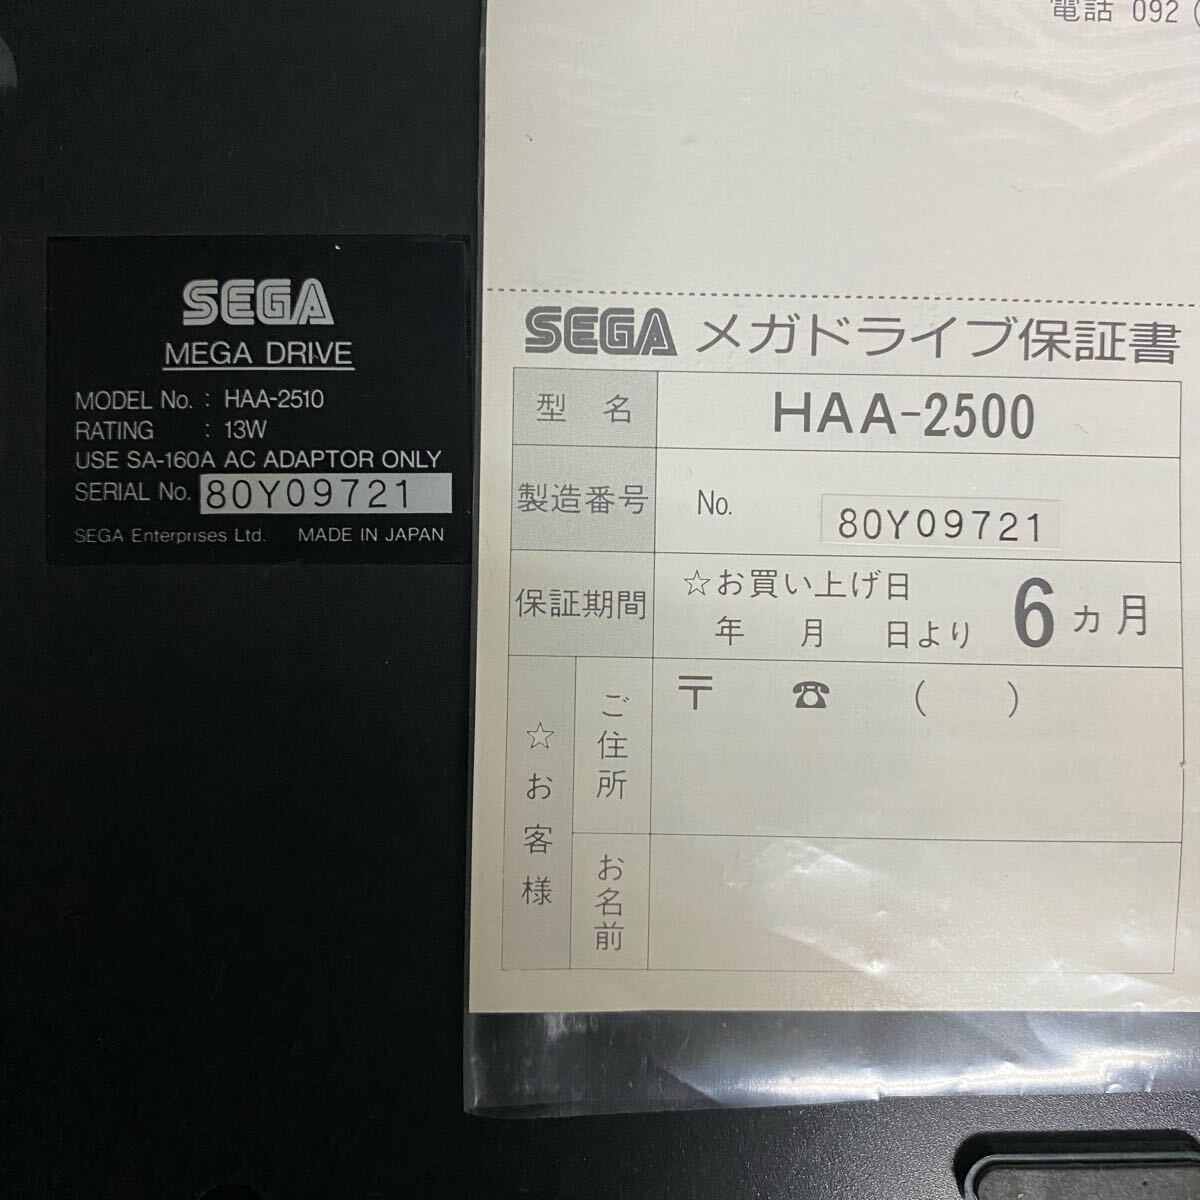 SEGA
MEGA DRIVE
MODEL No. : HAA-2510
RATING : 13W
USE SA-160A AC ADAPTOR ONLY
SERIAL No. 80Y09721
SEGA Enterprises Ltd. MADE IN JAPAN
電話 092 (
SEGA メガドライブ保証書
型 名 HAA-2500
製造番号 No. 80Y09721
保証期間 ☆お買い上げ日
年 月 日より 6ヵ月
☆お客様
ご住所 〒 ☎ ( )
お名前